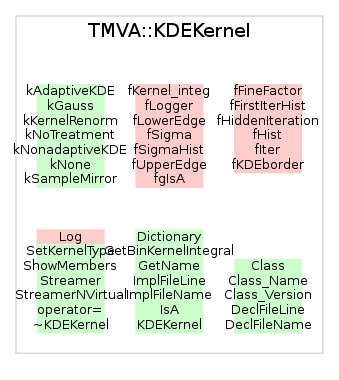 TMVA::KDEKernel
kAdaptiveKDE
kGauss
kKernelRenorm
kNoTreatment
kNonadaptiveKDE
kNone
kSampleMirror
fKernel_integ
fLogger
fLowerEdge
fSigma
fSigmaHist
fUpperEdge
fgIsA
fFineFactor
fFirstIterHist
fHiddenIteration
fHist
fIter
fKDEborder
Log
SetKernelType
ShowMembers
Streamer
StreamerNVirtual
operator=
~KDEKernel
Dictionary
GetBinKernelIntegral
GetName
ImplFileLine
ImplFileName
IsA
KDEKernel
Class
Class_Name
Class_Version
DeclFileLine
DeclFileName